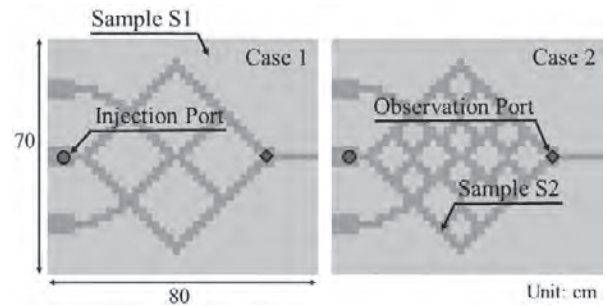 Sample S1
Case 1
Case 2
Injection Port
Observation Port
70
Sample S2
80
Unit: cm